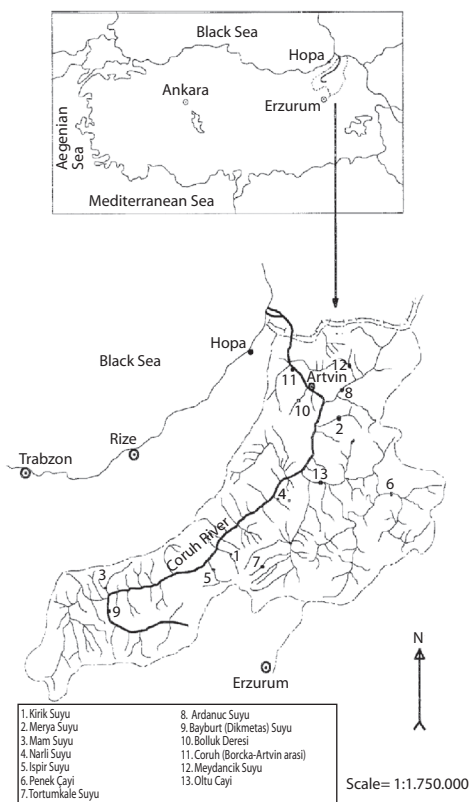 Black Sea
Hopa
Ankara
Erzurum
Aegenian
Sea
Mediterranean Sea
Black Sea
Hopa
12
Artvin
11
8
10
2
Rize
Trabzon
13
6
4
Coruh River
1
7
3
5
9
N
Erzurum
1. Kirik Suyu
2. Merya Suyu
3. Mam Suyu
4. Narli Suyu
5. Ispir Suyu
6. Penek Çayi
7. Tortumkale Suyu
8. Ardanuc Suyu
9. Bayburt (Dikmetas) Suyu
10. Bolluk Deresi
11. Coruh (Borcka-Artvin arasi)
12. Meydancik Suyu
13. Oltu Cayi
Scale= 1:1.750.000